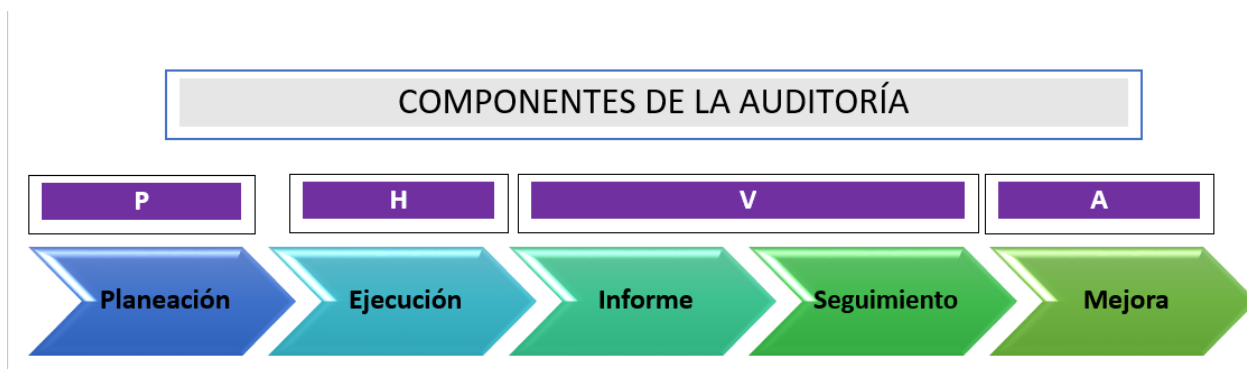 COMPONENTES DE LA AUDITORÍA
P H V A
Planeación Ejecución Informe Seguimiento Mejora